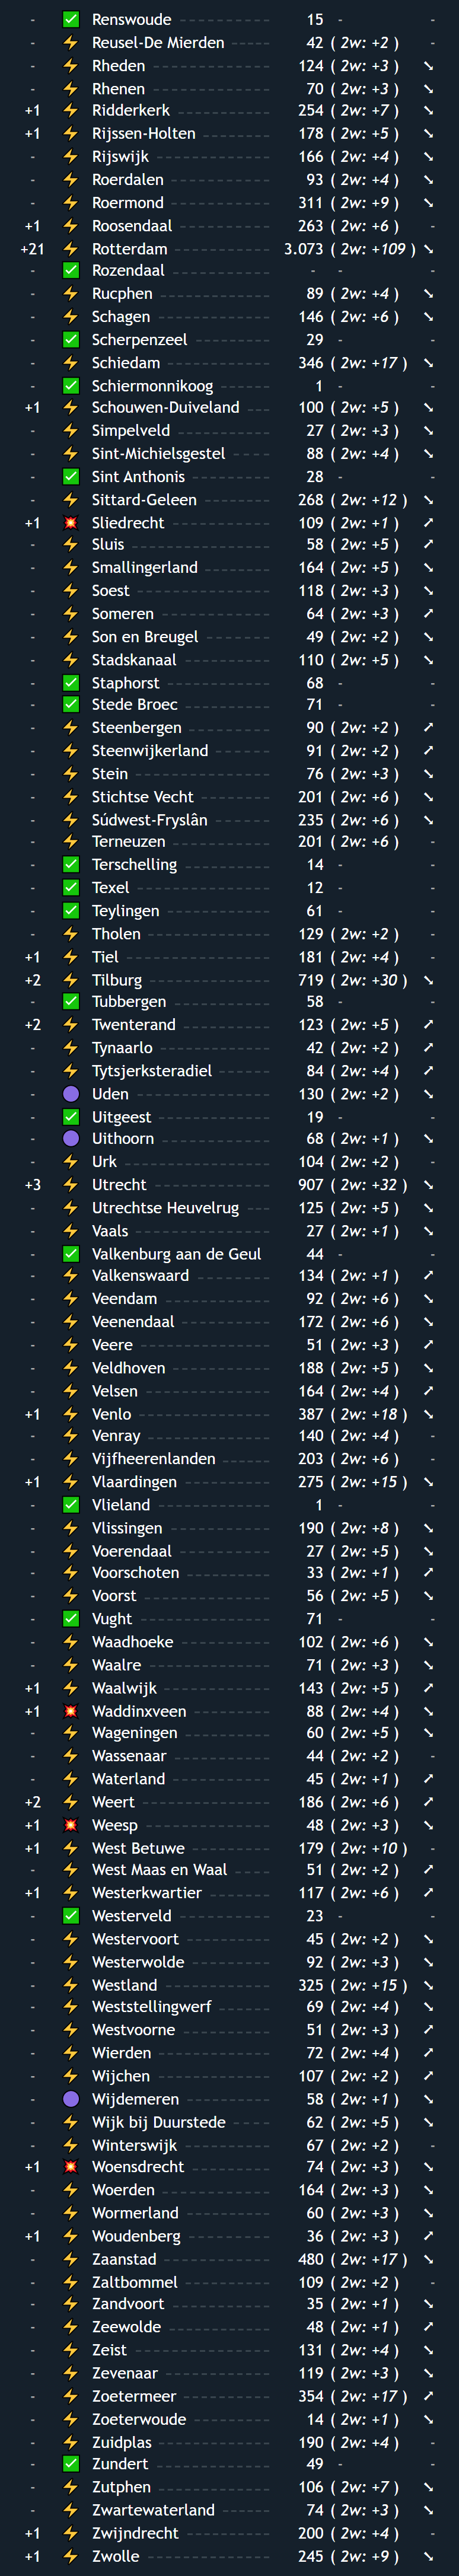 - ✅ Renswoude 15 - -
- ⚡ Reusel-De Mierden 42 ( 2w: +2 ) -
- ⚡ Rheden 124 ( 2w: +3 ) ➘
- ⚡ Rhenen 70 ( 2w: +3 ) ➘
+1 ⚡ Ridderkerk 254 ( 2w: +7 ) ➘
+1 ⚡ Rijssen-Holten 178 ( 2w: +5 ) ➘
- ⚡ Rijswijk 166 ( 2w: +4 ) ➘
- ⚡ Roerdalen 93 ( 2w: +4 ) ➘
- ⚡ Roermond 311 ( 2w: +9 ) ➘
+1 ⚡ Roosendaal 263 ( 2w: +6 ) -
+21 ⚡ Rotterdam 3.073 ( 2w: +109 ) ➘
- ✅ Rozendaal - - -
- ⚡ Rucphen 89 ( 2w: +4 ) ➘
- ⚡ Schagen 146 ( 2w: +6 ) ➘
- ✅ Scherpenzeel 29 - -
- ⚡ Schiedam 346 ( 2w: +17 ) ➘
- ✅ Schiermonnikoog 1 - -
+1 ⚡ Schouwen-Duiveland 100 ( 2w: +5 ) ➘
- ⚡ Simpelveld 27 ( 2w: +3 ) ➘
- ⚡ Sint-Michielsgestel 88 ( 2w: +4 ) ➘
- ✅ Sint Anthonis 28 - -
- ⚡ Sittard-Geleen 268 ( 2w: +12 ) ➘
+1 💥 Sliedrecht 109 ( 2w: +1 ) ➚
- ⚡ Sluis 58 ( 2w: +5 ) ➚
- ⚡ Smallingerland 164 ( 2w: +5 ) ➘
- ⚡ Soest 118 ( 2w: +3 ) ➘
- ⚡ Someren 64 ( 2w: +3 ) ➚
- ⚡ Son en Breugel 49 ( 2w: +2 ) ➘
- ⚡ Stadskanaal 110 ( 2w: +5 ) ➘
- ✅ Staphorst 68 - -
- ✅ Stede Broec 71 - -
- ⚡ Steenbergen 90 ( 2w: +2 ) ➚
- ⚡ Steenwijkerland 91 ( 2w: +2 ) ➚
- ⚡ Stein 76 ( 2w: +3 ) ➘
- ⚡ Stichtse Vecht 201 ( 2w: +6 ) ➘
- ⚡ Súdwest-Fryslân 235 ( 2w: +6 ) ➘
- ⚡ Terneuzen 201 ( 2w: +6 ) -
- ✅ Terschelling 14 - -
- ✅ Texel 12 - -
- ✅ Teylingen 61 - -
- ⚡ Tholen 129 ( 2w: +2 ) -
+1 ⚡ Tiel 181 ( 2w: +4 ) -
+2 ⚡ Tilburg 719 ( 2w: +30 ) ➘
- ✅ Tubbergen 58 - -
+2 ⚡ Twenterand 123 ( 2w: +5 ) ➚
- ⚡ Tynaarlo 42 ( 2w: +2 ) ➚
- ⚡ Tytsjerksteradiel 84 ( 2w: +4 ) ➚
- 🟣 Uden 130 ( 2w: +2 ) ➘
- ✅ Uitgeest 19 - -
- 🟣 Uithoorn 68 ( 2w: +1 ) ➘
- ⚡ Urk 104 ( 2w: +2 ) -
+3 ⚡ Utrecht 907 ( 2w: +32 ) ➘
- ⚡ Utrechtse Heuvelrug 125 ( 2w: +5 ) ➘
- ⚡ Vaals 27 ( 2w: +1 ) ➘
- ✅ Valkenburg aan de Geul 44 - -
- ⚡ Valkenswaard 134 ( 2w: +1 ) ➚
- ⚡ Veendam 92 ( 2w: +6 ) ➘
- ⚡ Veenendaal 172 ( 2w: +6 ) ➘
- ⚡ Veere 51 ( 2w: +3 ) ➚
- ⚡ Veldhoven 188 ( 2w: +5 ) ➘
- ⚡ Velsen 164 ( 2w: +4 ) ➚
+1 ⚡ Venlo 387 ( 2w: +18 ) ➘
- ⚡ Venray 140 ( 2w: +4 ) -
- ⚡ Vijfheerenlanden 203 ( 2w: +6 ) -
+1 ⚡ Vlaardingen 275 ( 2w: +15 ) ➘
- ✅ Vlieland 1 - -
- ⚡ Vlissingen 190 ( 2w: +8 ) ➘
- ⚡ Voerendaal 27 ( 2w: +5 ) ➘
- ⚡ Voorschoten 33 ( 2w: +1 ) ➚
- ⚡ Voorst 56 ( 2w: +5 ) ➘
- ✅ Vught 71 - -
- ⚡ Waadhoeke 102 ( 2w: +6 ) ➘
- ⚡ Waalre 71 ( 2w: +3 ) ➘
+1 ⚡ Waalwijk 143 ( 2w: +5 ) ➚
+1 💥 Waddinxveen 88 ( 2w: +4 ) ➘
- ⚡ Wageningen 60 ( 2w: +5 ) ➘
- ⚡ Wassenaar 44 ( 2w: +2 ) -
- ⚡ Waterland 45 ( 2w: +1 ) ➚
+2 ⚡ Weert 186 ( 2w: +6 ) ➚
+1 💥 Weesp 48 ( 2w: +3 ) ➘
+1 ⚡ West Betuwe 179 ( 2w: +10 ) -
- ⚡ West Maas en Waal 51 ( 2w: +2 ) ➚
+1 ⚡ Westerkwartier 117 ( 2w: +6 ) ➚
- ✅ Westerveld 23 - -
- ⚡ Westervoort 45 ( 2w: +2 ) ➘
- ⚡ Westerwolde 92 ( 2w: +3 ) ➘
- ⚡ Westland 325 ( 2w: +15 ) ➘
- ⚡ Weststellingwerf 69 ( 2w: +4 ) ➘
- ⚡ Westvoorne 51 ( 2w: +3 ) ➚
- ⚡ Wierden 72 ( 2w: +4 ) ➚
- ⚡ Wijchen 107 ( 2w: +2 ) ➚
- 🟣 Wijdemeren 58 ( 2w: +1 ) ➘
- ⚡ Wijk bij Duurstede 62 ( 2w: +5 ) ➘
- ⚡ Winterswijk 67 ( 2w: +2 ) -
+1 💥 Woensdrecht 74 ( 2w: +3 ) ➘
- ⚡ Woerden 164 ( 2w: +3 ) ➘
- ⚡ Wormerland 60 ( 2w: +3 ) ➘
+1 ⚡ Woudenberg 36 ( 2w: +3 ) ➚
- ⚡ Zaanstad 480 ( 2w: +17 ) ➘
- ⚡ Zaltbommel 109 ( 2w: +2 ) -
- ⚡ Zandvoort 35 ( 2w: +1 ) ➘
- ⚡ Zeewolde 48 ( 2w: +1 ) ➚
- ⚡ Zeist 131 ( 2w: +4 ) ➘
- ⚡ Zevenaar 119 ( 2w: +3 ) ➘
- ⚡ Zoetermeer 354 ( 2w: +17 ) ➚
- ⚡ Zoeterwoude 14 ( 2w: +1 ) ➘
- ⚡ Zuidplas 190 ( 2w: +4 ) -
- ✅ Zundert 49 - -
- ⚡ Zutphen 106 ( 2w: +7 ) ➘
- ⚡ Zwartewaterland 74 ( 2w: +3 ) ➘
+1 ⚡ Zwijndrecht 200 ( 2w: +4 ) -
+1 ⚡ Zwolle 245 ( 2w: +9 ) ➘